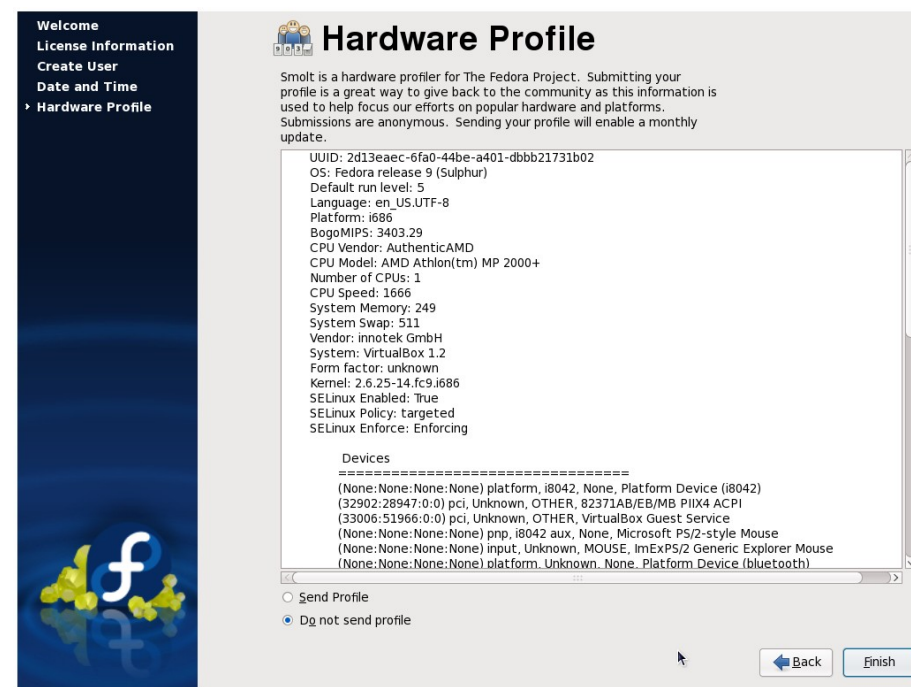 Welcome
License Information
Create User
Date and Time
Hardware Profile
Hardware Profile
Smolt is a hardware profiler for The Fedora Project. Submitting your
profile is a great way to give back to the community as this information is
used to help focus our efforts on popular hardware and platforms.
Submissions are anonymous. Sending your profile will enable a monthly
update.
UUID: 2d13eaec-6fa0-44be-a401-dbbb21731b02
OS: Fedora release 9 (Sulphur)
Default run level: 5
Language: en_US.UTF-8
Platform: i686
BogoMIPS: 3403.29
CPU Vendor: AuthenticAMD
CPU Model: AMD Athlon(tm) MP 2000+
Number of CPUs: 1
CPU Speed: 1666
System Memory: 249
System Swap: 511
Vendor: innotek GmbH
System: VirtualBox 1.2
Form factor: unknown
Kernel: 2.6.25-14.fc9.i686
SELinux Enabled: True
SELinux Policy: targeted
SELinux Enforce: Enforcing
Devices
=================================
(None:None:None:None) platform, i8042, None, Platform Device (i8042)
(32902:28947:0:0) pci, Unknown, OTHER, 82371AB/EB/MB PIIX4 ACPI
(33006:51966:0:0) pci, Unknown, OTHER, VirtualBox Guest Service
(None:None:None:None) pnp, i8042 aux, None, Microsoft PS/2-style Mouse
(None:None:None:None) input, Unknown, MOUSE, ImExPS/2 Generic Explorer Mouse
(None:None:None:None) platform, Unknown, None, Platform Device (bluetooth)
Send Profile
Do not send profile
Back
Finish